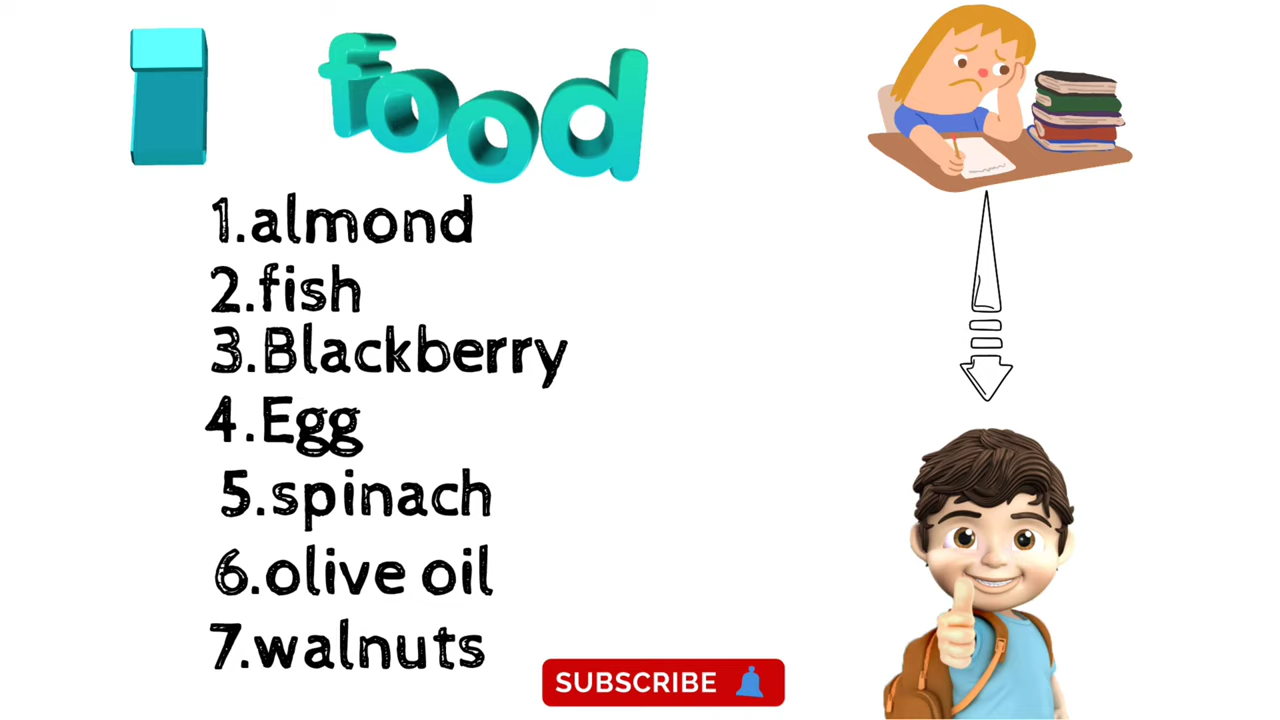 food
1.almond
2.fish
3.Blackberry
4.Egg
5.spinach
6.olive oil
7.walnuts
SUBSCRIBE